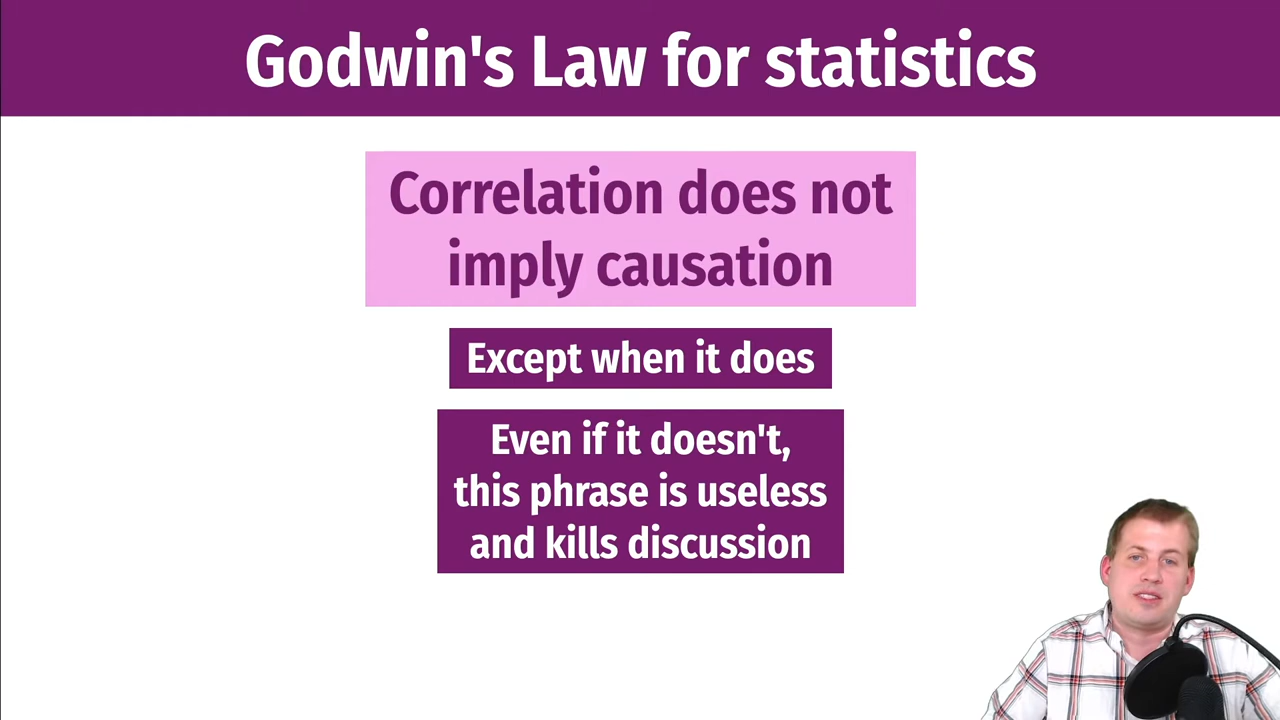 Godwin's Law for statistics
Correlation does not
imply causation
Except when it does
Even if it doesn't,
this phrase is useless
and kills discussion